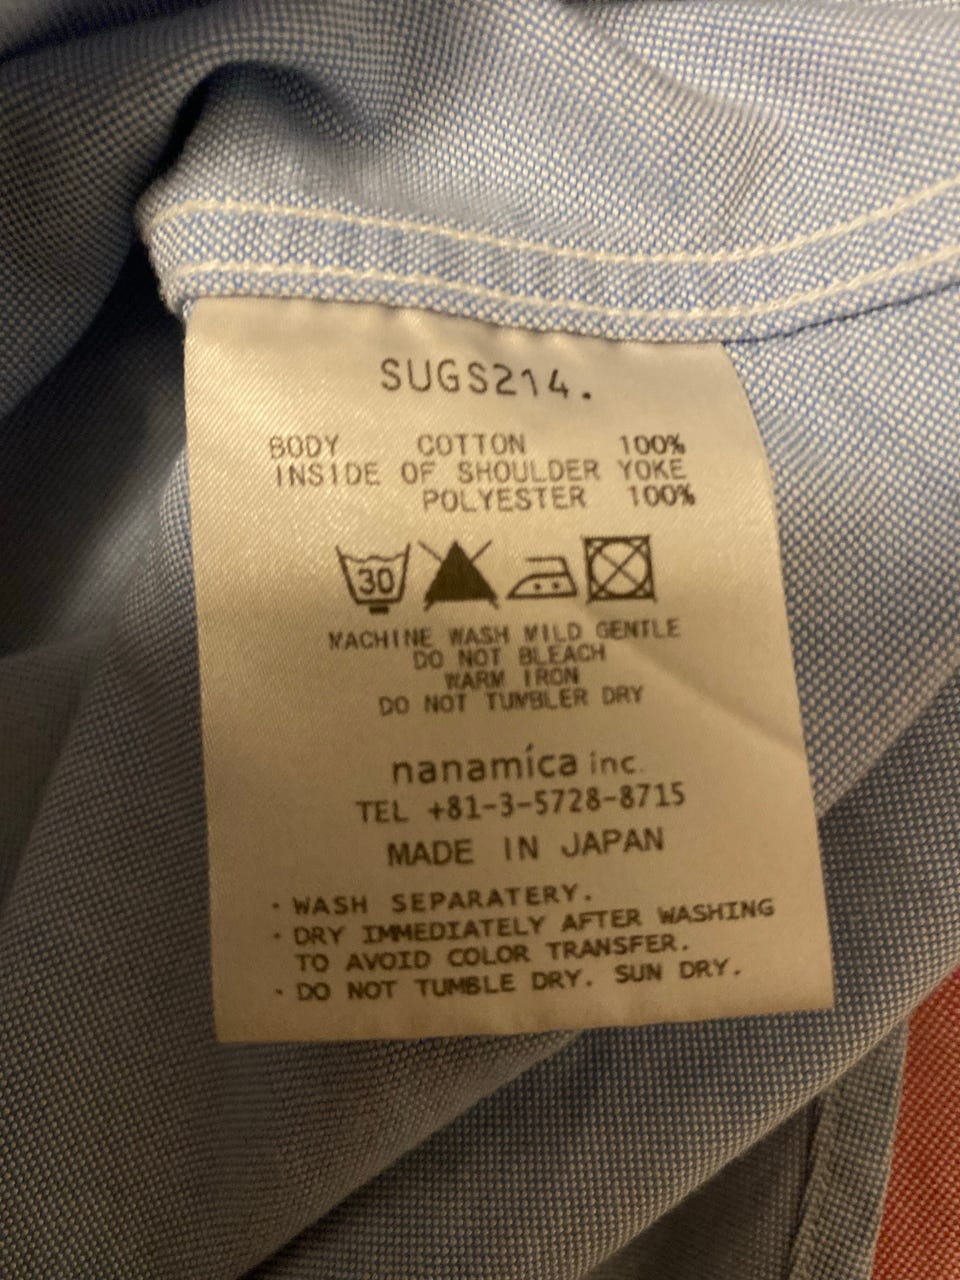 SUGS214.
BODY COTTON 100%
INSIDE OF SHOULDER YOKE
POLYESTER 100%
30
MACHINE WASH MILD GENTLE
DO NOT BLEACH
WARM IRON
DO NOT TUMBLER DRY
nanamíca inc.
TEL +81-3-5728-8715
MADE IN JAPAN
· WASH SEPARATERY.
· DRY IMMEDIATELY AFTER WASHING
TO AVOID COLOR TRANSFER.
· DO NOT TUMBLE DRY. SUN DRY.